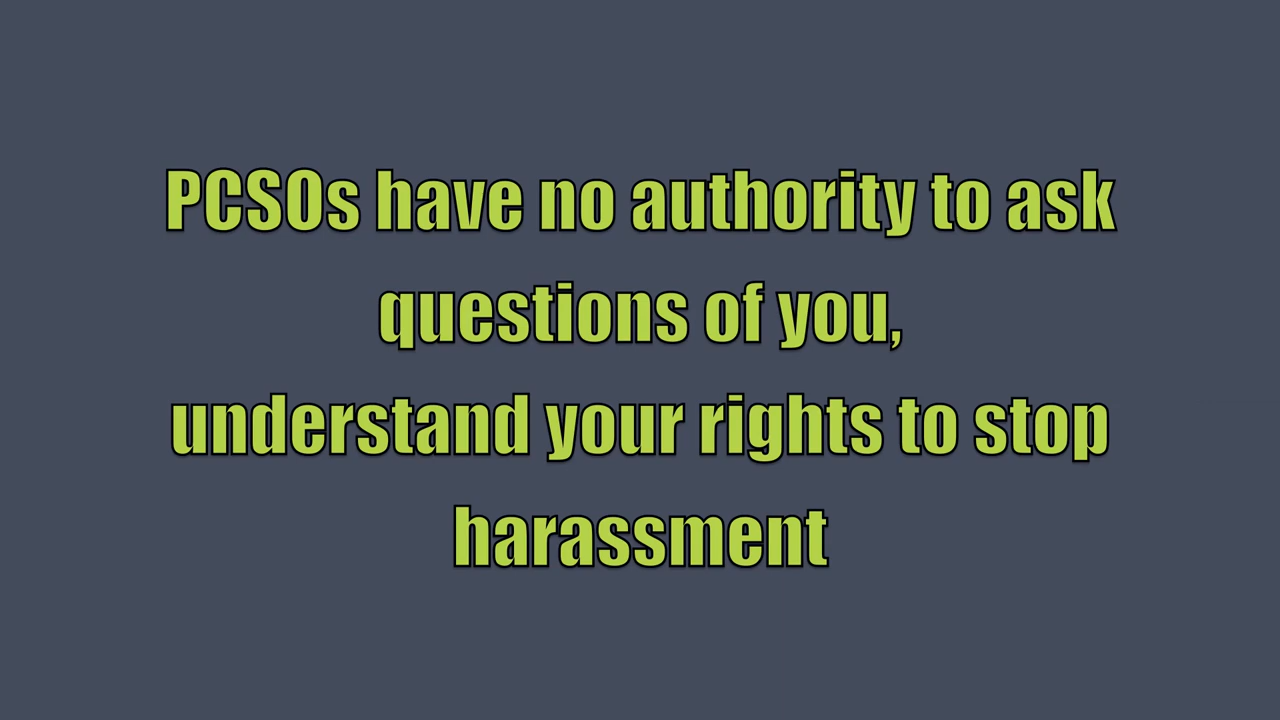 PCSOs have no authority to ask
questions of you,
understand your rights to stop
harassment